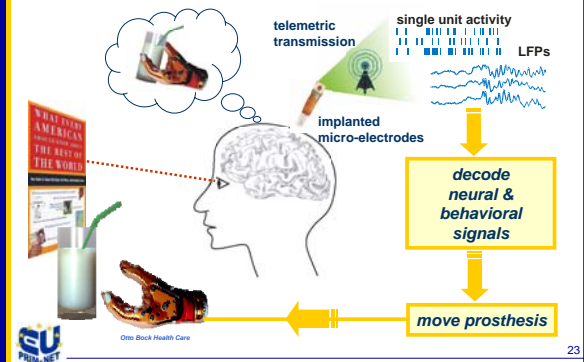 telemetric
transmission
single unit activity
LFPs
implanted
micro-electrodes
WHAT EVERY
AMERICAN
SHOULD KNOW ABOUT
THE REST OF
THE WORLD
decode
neural &
behavioral
signals
move prosthesis
Otto Bock Health Care
EU
PRIM-NET
23